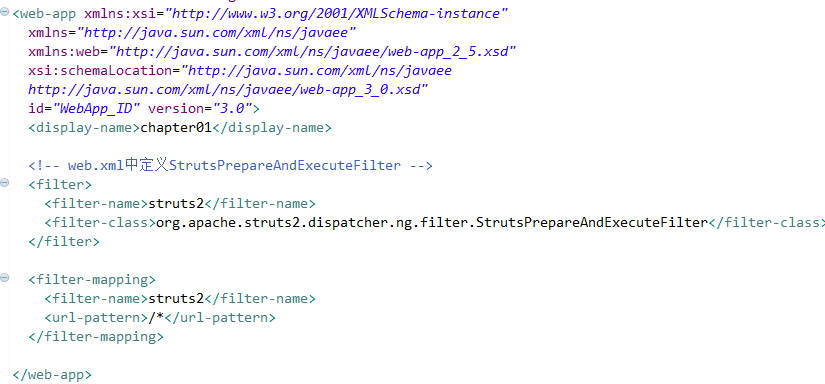 <web-app xmlns:xsi="http://www.w3.org/2001/XMLSchema-instance"
xmlns="http://java.sun.com/xml/ns/javaee"
xmlns:web="http://java.sun.com/xml/ns/javaee/web-app_2_5.xsd"
xsi:schemaLocation="http://java.sun.com/xml/ns/javaee
http://java.sun.com/xml/ns/javaee/web-app_3_0.xsd"
id="WebApp_ID" version="3.0">
<display-name>chapter01</display-name>
<!-- web.xml中定义StrutsPrepareAndExecuteFilter -->
<filter>
<filter-name>struts2</filter-name>
<filter-class>org.apache.struts2.dispatcher.ng.filter.StrutsPrepareAndExecuteFilter</filter-class>
</filter>
<filter-mapping>
<filter-name>struts2</filter-name>
<url-pattern>/*</url-pattern>
</filter-mapping>
</web-app>